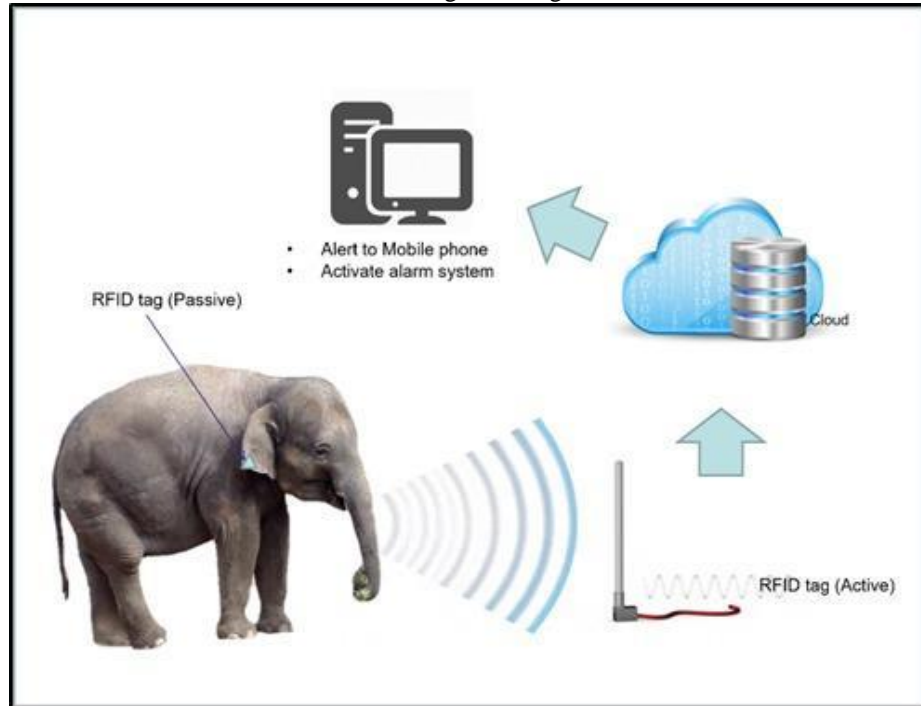 • Alert to Mobile phone
• Activate alarm system
RFID tag (Passive)
Cloud
RFID tag (Active)